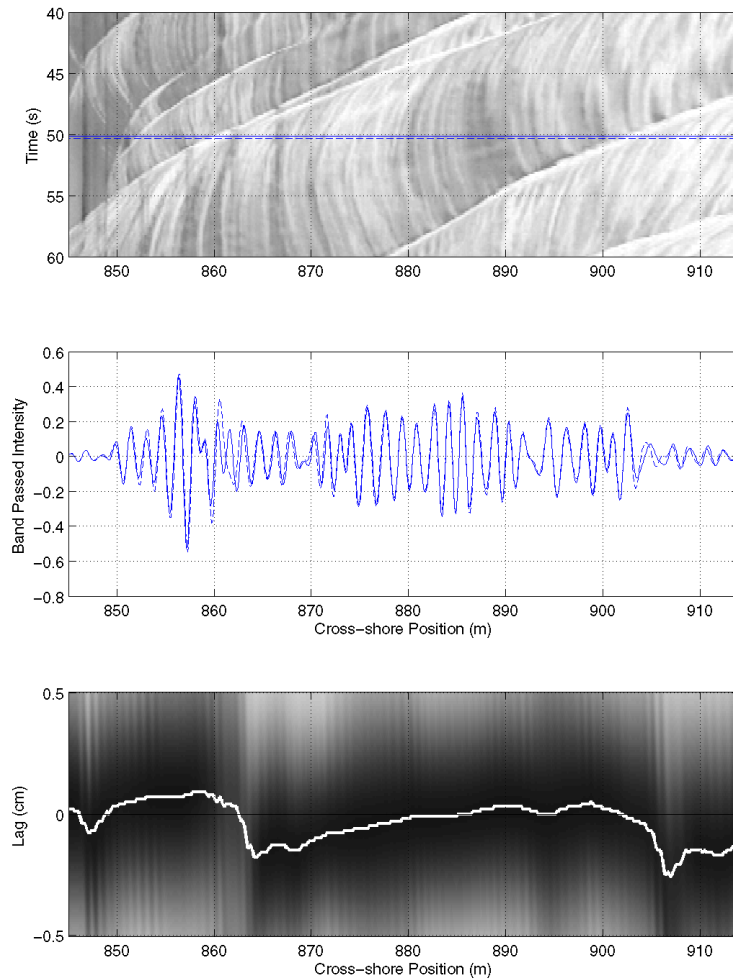 40
45
50
55
60
Time (s)
850 860 870 880 890 900 910
0.6
0.4
0.2
0
−0.2
−0.4
−0.6
−0.8
Band Passed Intensity
850 860 870 880 890 900 910
Cross−shore Position (m)
0.5
0
−0.5
Lag (cm)
850 860 870 880 890 900 910
Cross−shore Position (m)